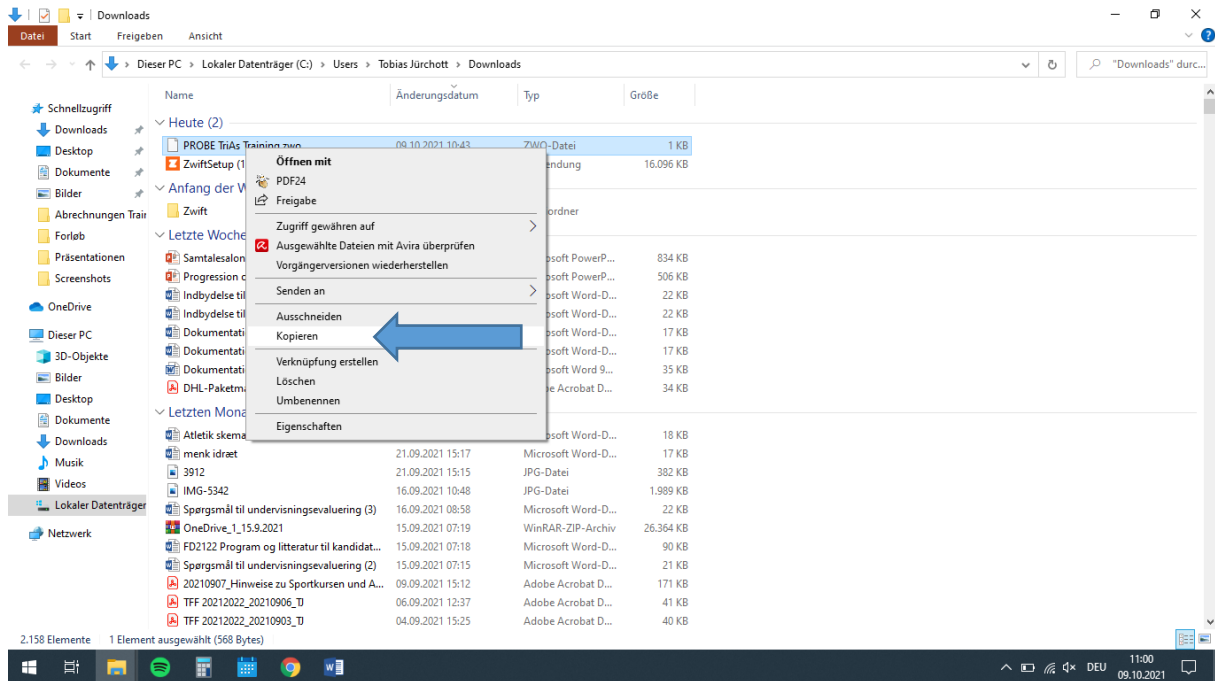 Downloads
Datei Start Freigeben Ansicht
Dieser PC › Lokaler Datenträger (C:) › Users › Tobias Jürchott › Downloads
"Downloads" durc...
Name Änderungsdatum Typ Größe
Schnellzugriff
Downloads
Desktop
Dokumente
Bilder
Abrechnungen Train
Forløb
Präsentationen
Screenshots
OneDrive
Dieser PC
3D-Objekte
Bilder
Desktop
Dokumente
Downloads
Musik
Videos
Lokaler Datenträger
Netzwerk
Heute (2)
PROBE TriAs Training zwo 09.10.2021 10:43 ZWO-Datei 1 KB
ZwiftSetup (1 endung 16.096 KB
Anfang der W
Zwift ordner
Letzte Woche
Samtalesalon osoft PowerP... 834 KB
Progression o osoft PowerP... 506 KB
Indbydelse til osoft Word-D... 22 KB
Indbydelse til osoft Word-D... 22 KB
Dokumentati osoft Word-D... 17 KB
Dokumentati osoft Word-D... 17 KB
Dokumentati osoft Word 9... 35 KB
DHL-Paketma e Acrobat D... 34 KB
Letzten Mona
Atletik skema osoft Word-D... 18 KB
menk idræt 21.09.2021 15:17 Microsoft Word-D... 17 KB
3912 21.09.2021 15:15 JPG-Datei 382 KB
IMG-5342 16.09.2021 10:48 JPG-Datei 1.989 KB
Spørgsmål til undervisningsevaluering (3) 16.09.2021 08:58 Microsoft Word-D... 22 KB
OneDrive_1_15.9.2021 15.09.2021 07:19 WinRAR-ZIP-Archiv 26.364 KB
FD2122 Program og litteratur til kandidat... 15.09.2021 07:18 Microsoft Word-D... 90 KB
Spørgsmål til undervisningsevaluering (2) 15.09.2021 07:15 Microsoft Word-D... 21 KB
20210907_Hinweise zu Sportkursen und A... 09.09.2021 15:12 Adobe Acrobat D... 171 KB
TFF 20212022_20210906_TJ 06.09.2021 12:37 Adobe Acrobat D... 41 KB
TFF 20212022_20210903_TJ 04.09.2021 15:25 Adobe Acrobat D... 40 KB
Öffnen mit
PDF24
Freigabe
Zugriff gewähren auf
Ausgewählte Dateien mit Avira überprüfen
Vorgängerversionen wiederherstellen
Senden an
Ausschneiden
Kopieren
Verknüpfung erstellen
Löschen
Umbenennen
Eigenschaften
2.158 Elemente 1 Element ausgewählt (568 Bytes)
DEU 11:00
09.10.2021